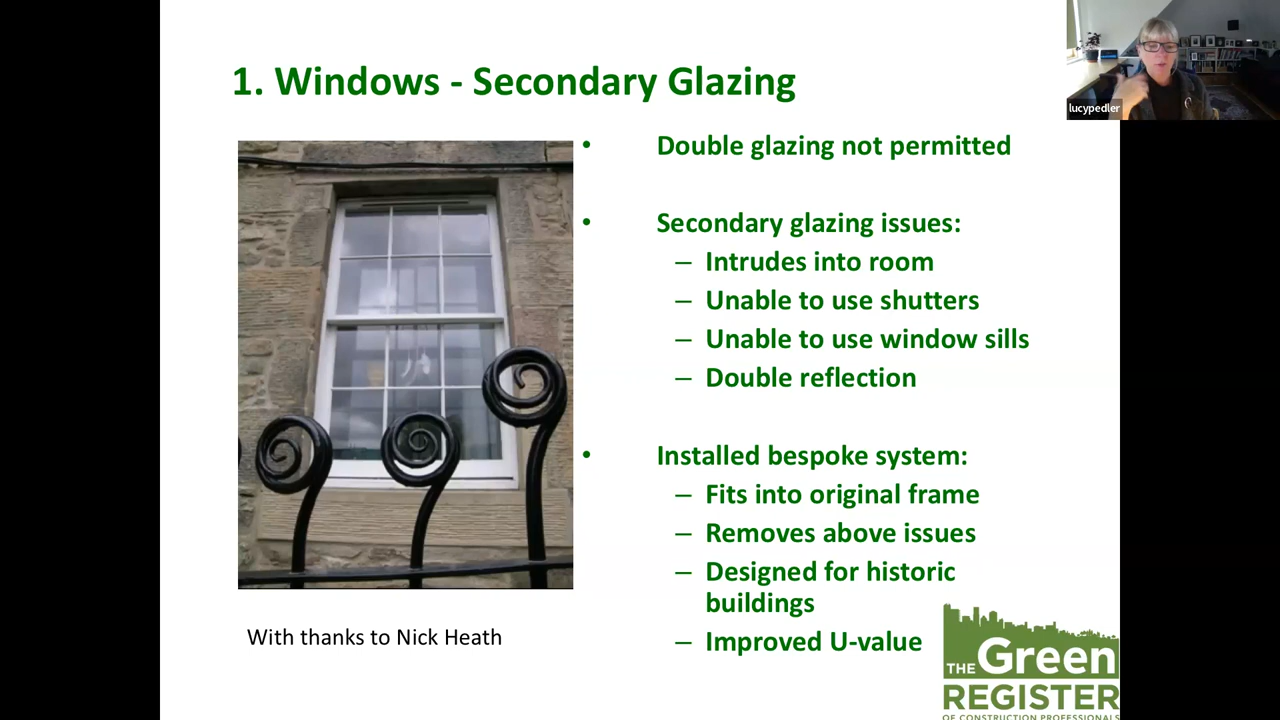 1. Windows - Secondary Glazing
lucypedler
• Double glazing not permitted
• Secondary glazing issues:
– Intrudes into room
– Unable to use shutters
– Unable to use window sills
– Double reflection
• Installed bespoke system:
– Fits into original frame
– Removes above issues
– Designed for historic
buildings
– Improved U-value
With thanks to Nick Heath
THE Green
REGISTER
OF CONSTRUCTION PROFESSIONALS